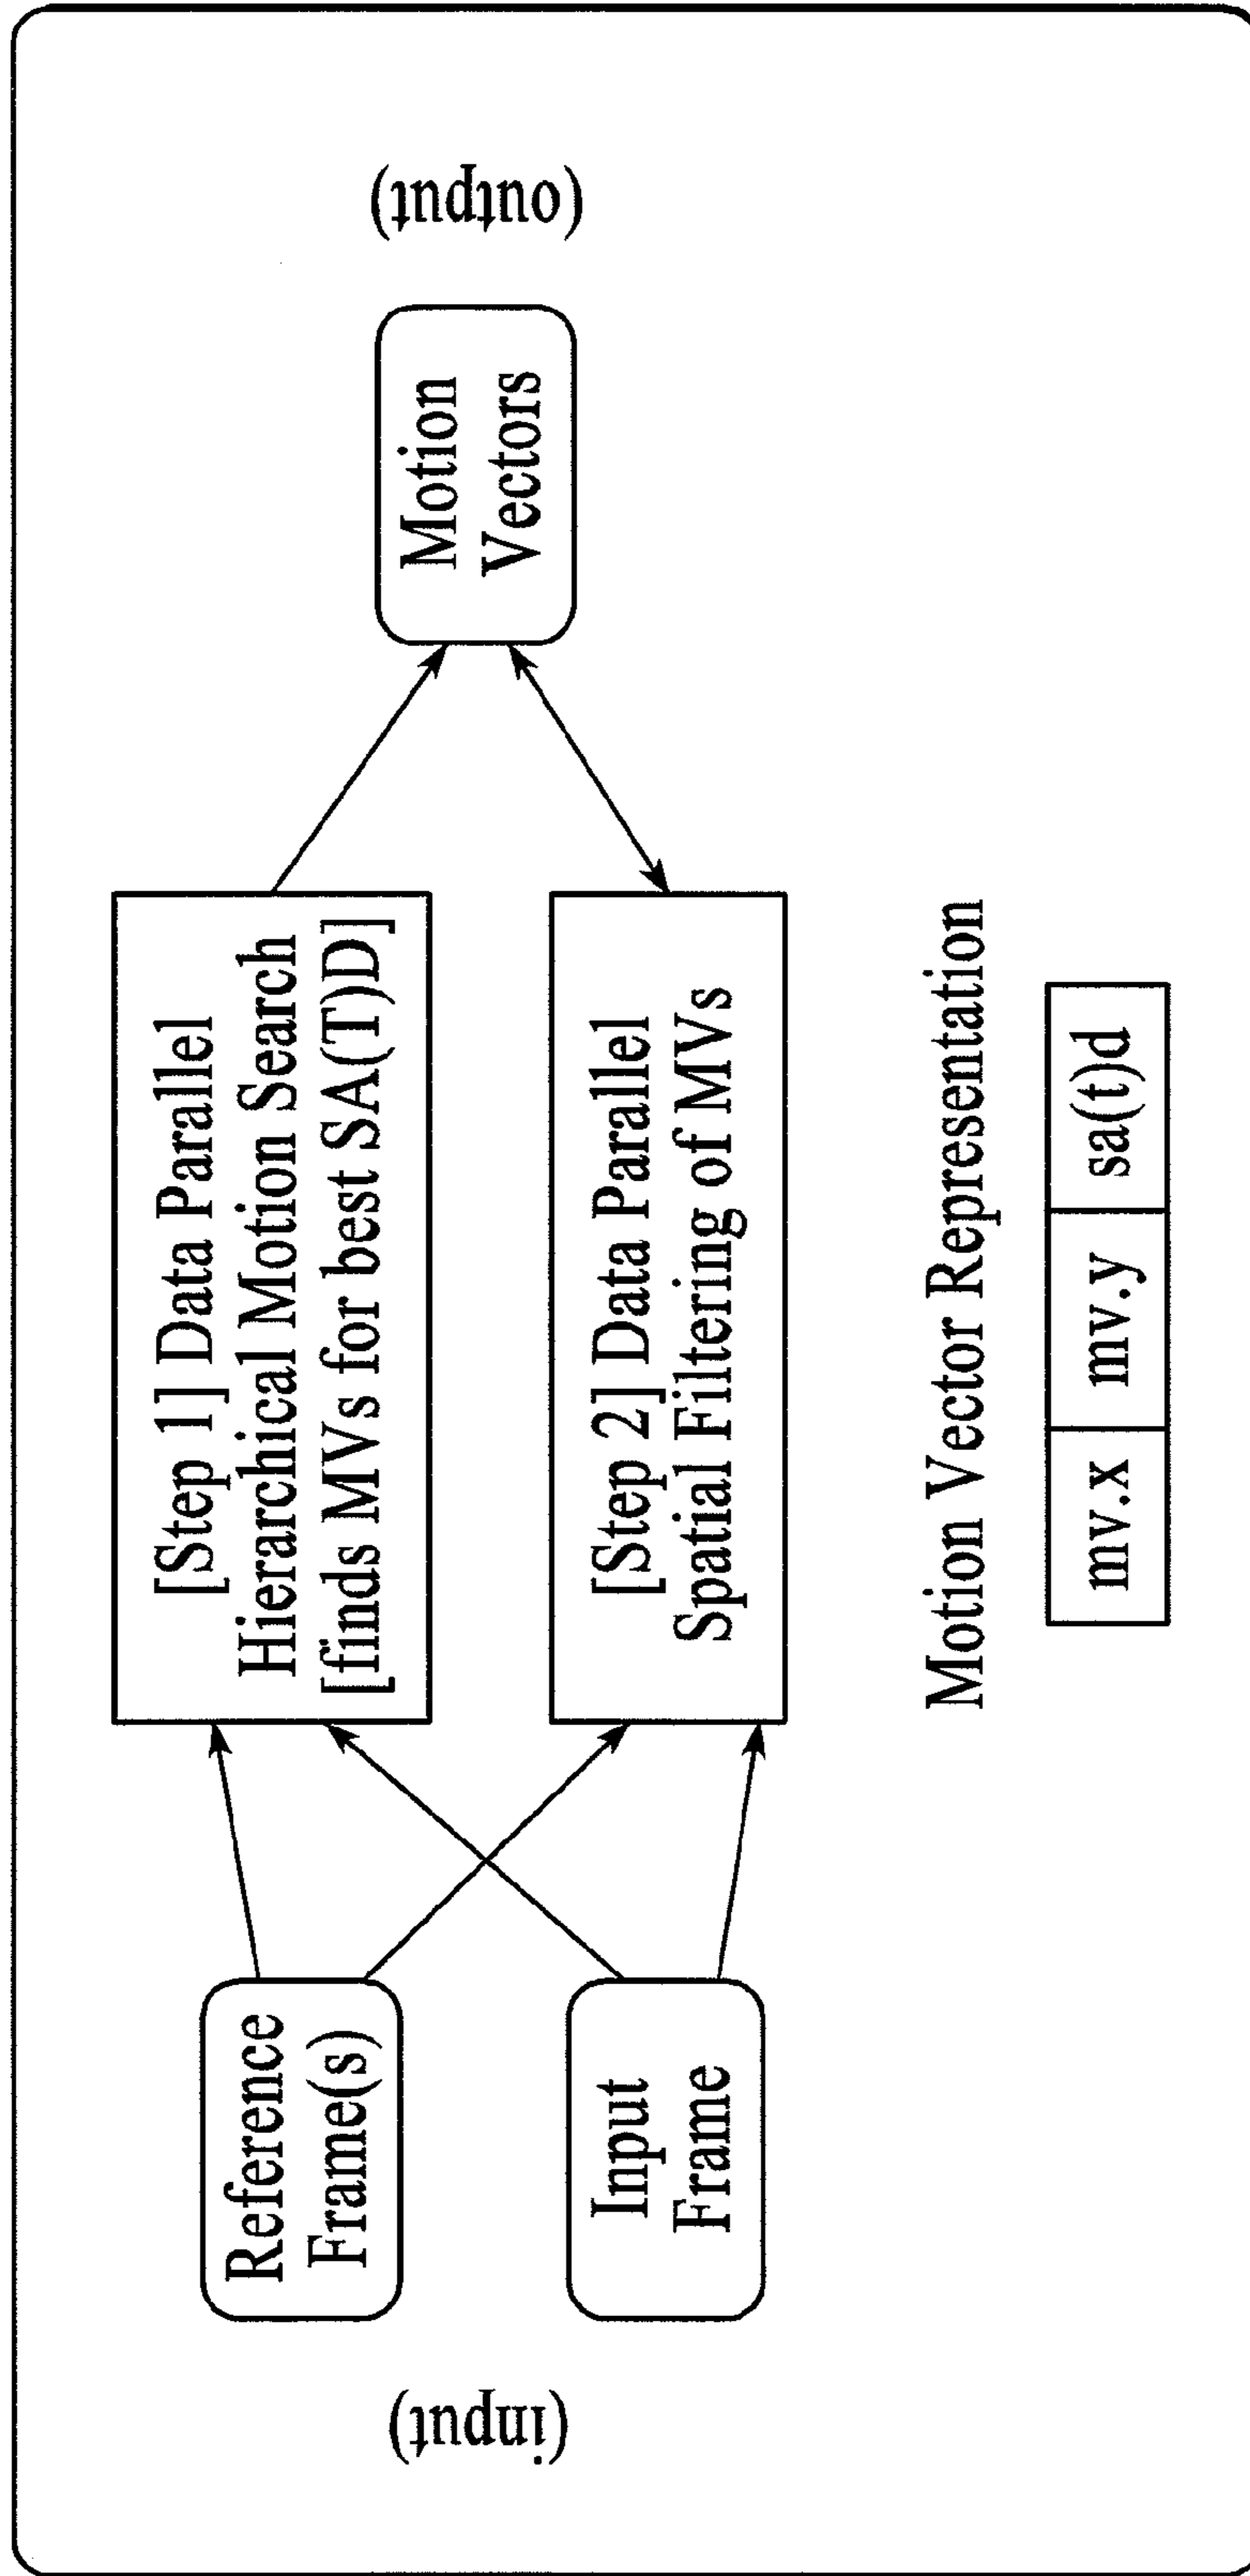 (input)
Reference
Frame(s)
Input
Frame
[Step 1] Data Parallel
Hierarchical Motion Search
[finds MVs for best SA(T)D]
[Step 2] Data Parallel
Spatial Filtering of MVs
Motion
Vectors
(output)
Motion Vector Representation
mv.x mv.y sa(t)d